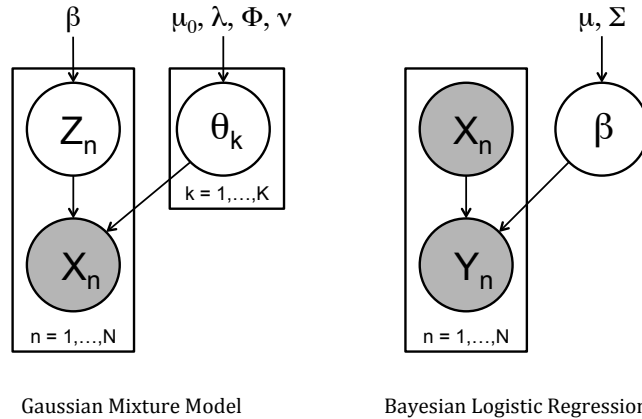 β
μ₀, λ, Φ, ν
Zₙ
θₖ
k = 1,...,K
Xₙ
n = 1,...,N
Gaussian Mixture Model
μ, Σ
Xₙ
β
Yₙ
n = 1,...,N
Bayesian Logistic Regression